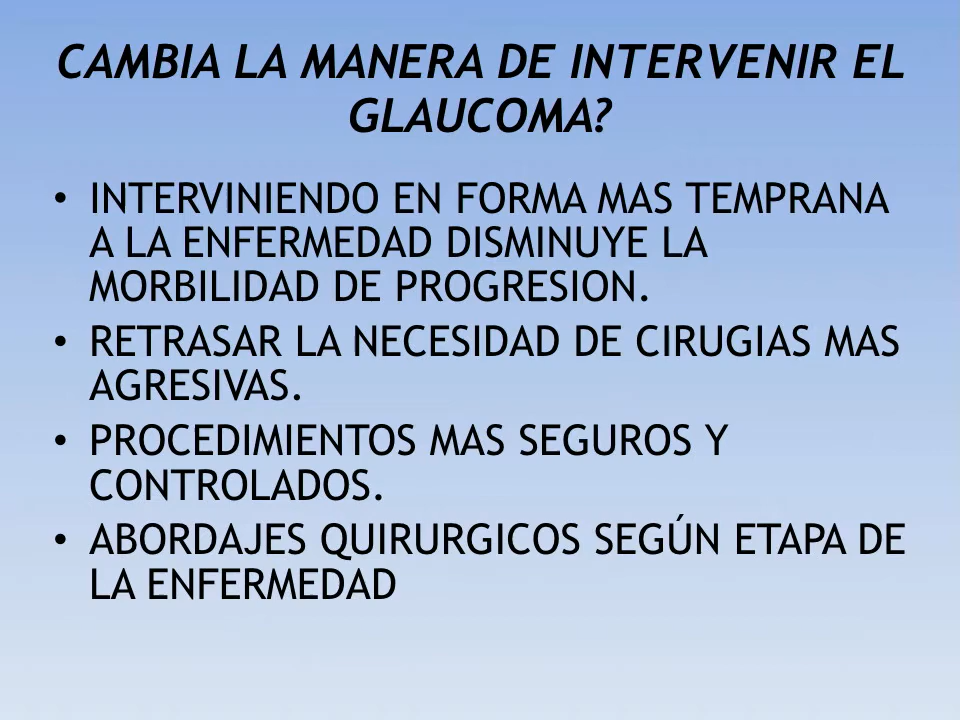 CAMBIA LA MANERA DE INTERVENIR EL
GLAUCOMA?
• INTERVINIENDO EN FORMA MAS TEMPRANA
A LA ENFERMEDAD DISMINUYE LA
MORBILIDAD DE PROGRESION.
• RETRASAR LA NECESIDAD DE CIRUGIAS MAS
AGRESIVAS.
• PROCEDIMIENTOS MAS SEGUROS Y
CONTROLADOS.
• ABORDAJES QUIRURGICOS SEGÚN ETAPA DE
LA ENFERMEDAD